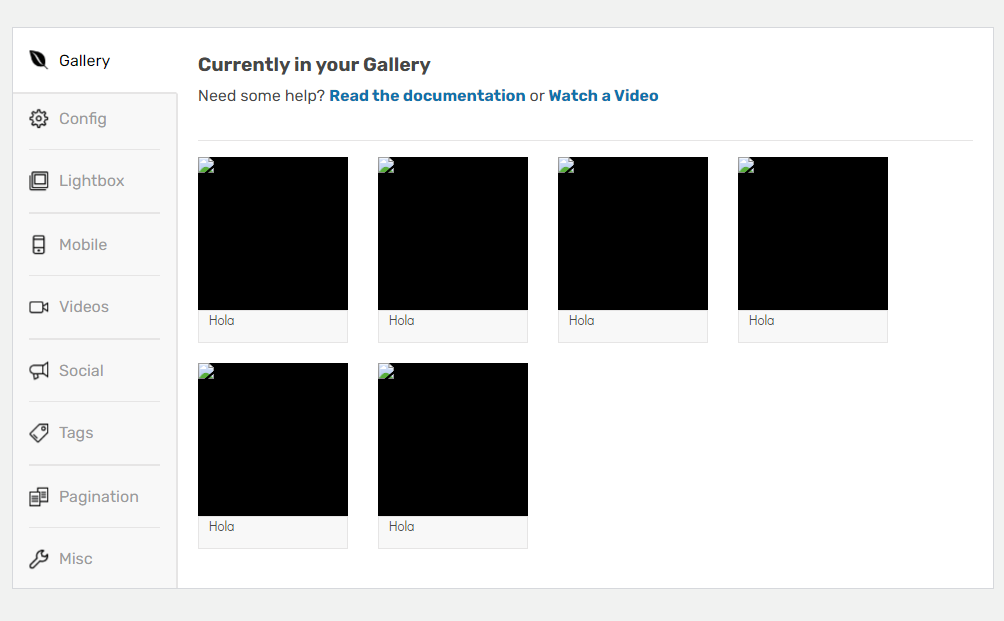 Gallery
Config
Lightbox
Mobile
Videos
Social
Tags
Pagination
Misc
Currently in your Gallery
Need some help? Read the documentation or Watch a Video
Hola
Hola
Hola
Hola
Hola
Hola